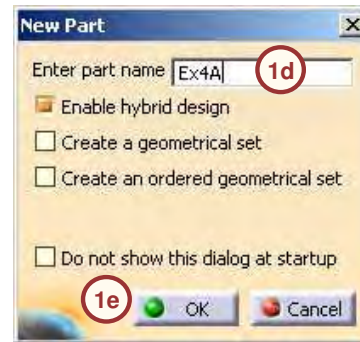 New Part
Enter part name Ex4A 1d
Enable hybrid design
Create a geometrical set
Create an ordered geometrical set
Do not show this dialog at startup
1e OK Cancel